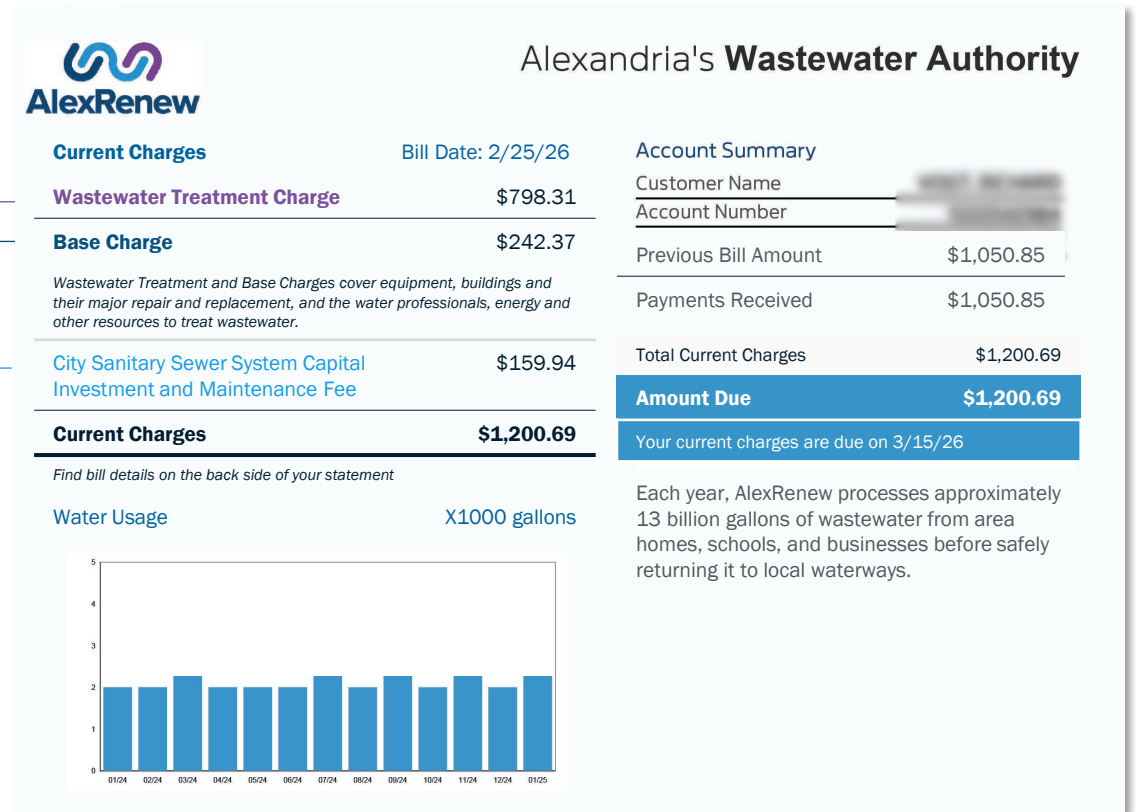 AlexRenew
Alexandria's Wastewater Authority
Current Charges Bill Date: 2/25/26
Wastewater Treatment Charge $798.31
Base Charge $242.37
Wastewater Treatment and Base Charges cover equipment, buildings and
their major repair and replacement, and the water professionals, energy and
other resources to treat wastewater.
City Sanitary Sewer System Capital $159.94
Investment and Maintenance Fee
Current Charges $1,200.69
Find bill details on the back side of your statement
Water Usage X1000 gallons
5
4
3
2
1
0
01/24 02/24 03/24 04/24 05/24 06/24 07/24 08/24 09/24 10/24 11/24 12/24 01/25
Account Summary
Customer Name
Account Number
Previous Bill Amount $1,050.85
Payments Received $1,050.85
Total Current Charges $1,200.69
Amount Due $1,200.69
Your current charges are due on 3/15/26
Each year, AlexRenew processes approximately
13 billion gallons of wastewater from area
homes, schools, and businesses before safely
returning it to local waterways.